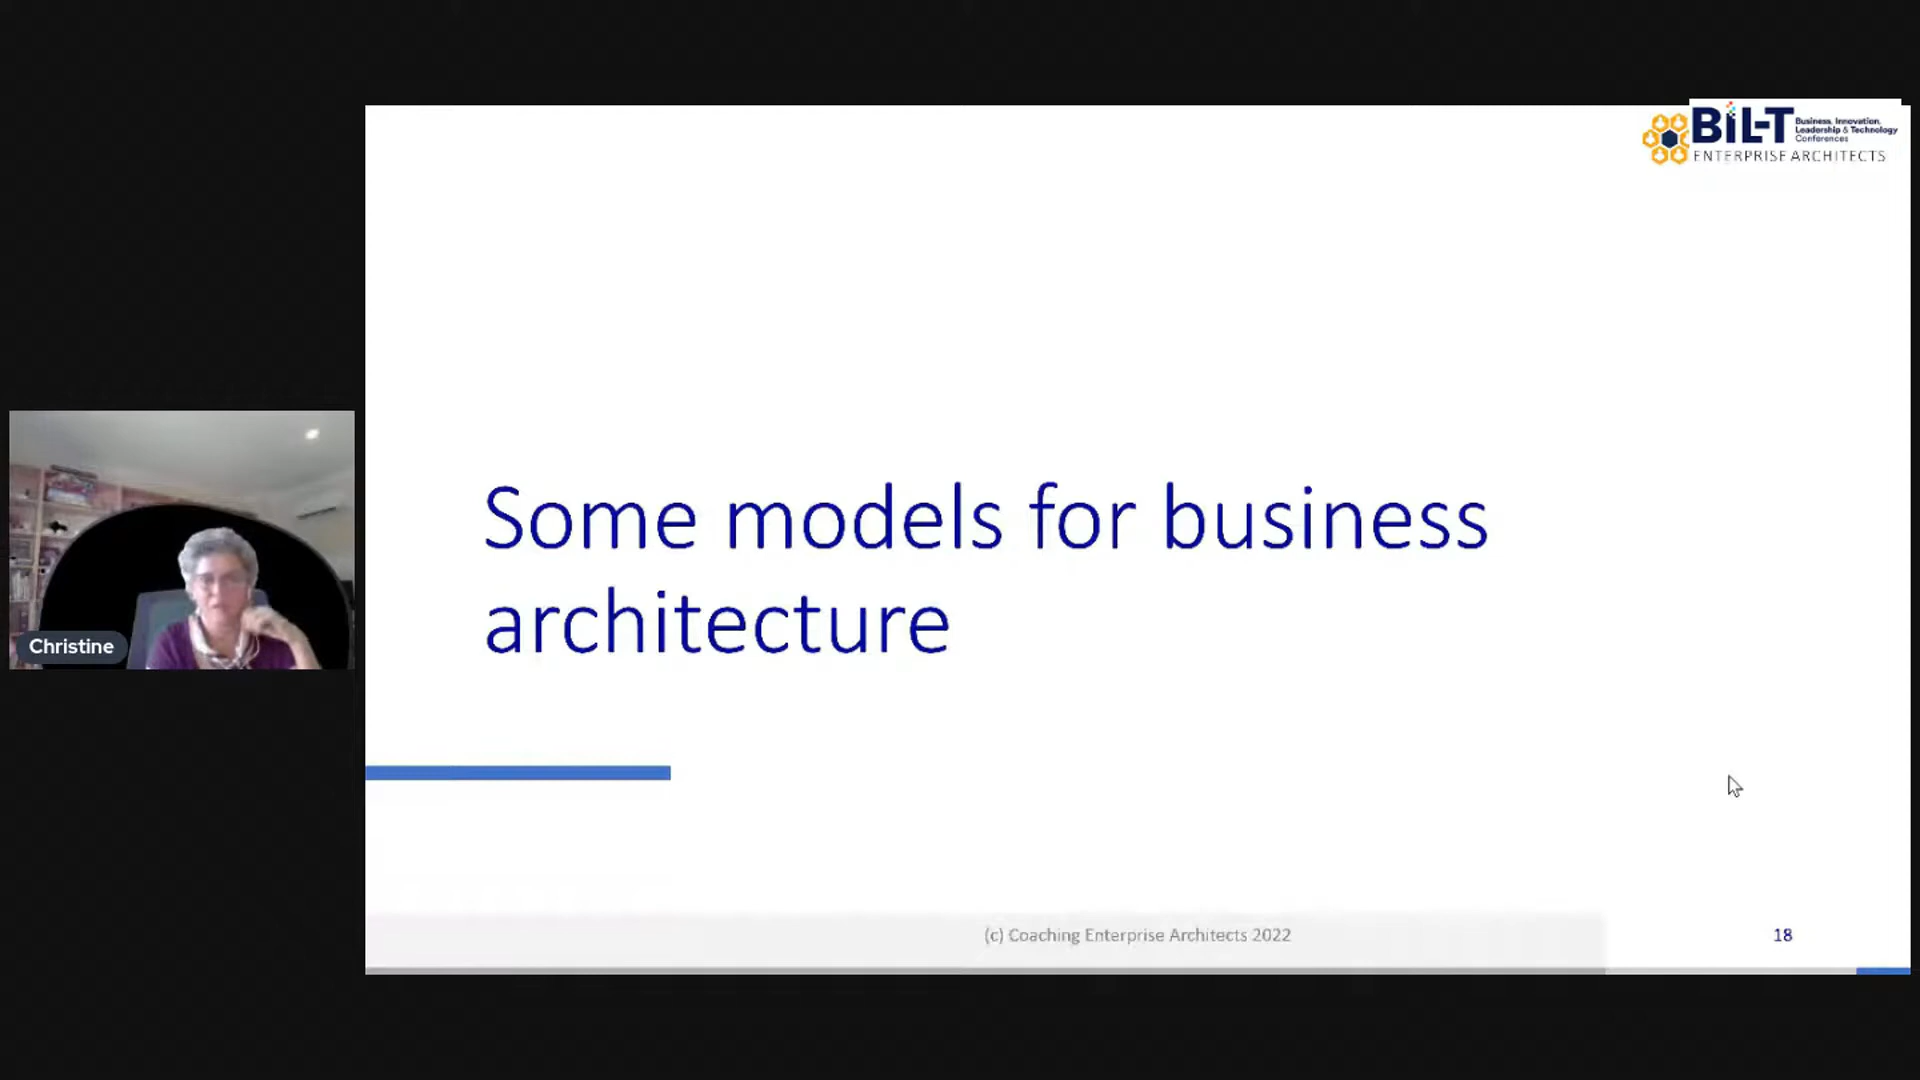 BiL-T
Business, Innovation,
Leadership & Technology
Conferences
ENTERPRISE ARCHITECTS
Some models for business
architecture
Christine
(c) Coaching Enterprise Architects 2022
18